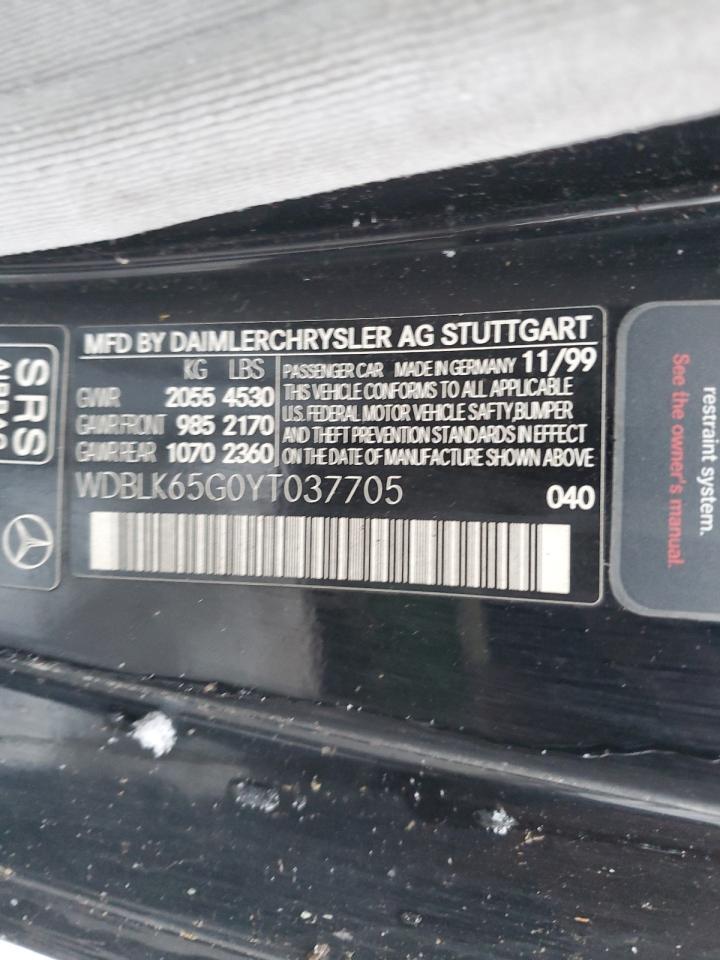 MFD BY DAIMLERCHRYSLER AG STUTTGART
KG LBS
GVWR 2055 4530
GAWR FRONT 985 2170
GAWR REAR 1070 2360
PASSENGER CAR MADE IN GERMANY 11/99
THIS VEHICLE CONFORMS TO ALL APPLICABLE
U.S. FEDERAL MOTOR VEHICLE SAFTY,BUMPER
AND THEFT PREVENTION STANDARDS IN EFFECT
ON THE DATE OF MANUFACTURE SHOWN ABOVE
WDBLK65G0YT037705 040
SRS
restraint system.
See the owner's manual.